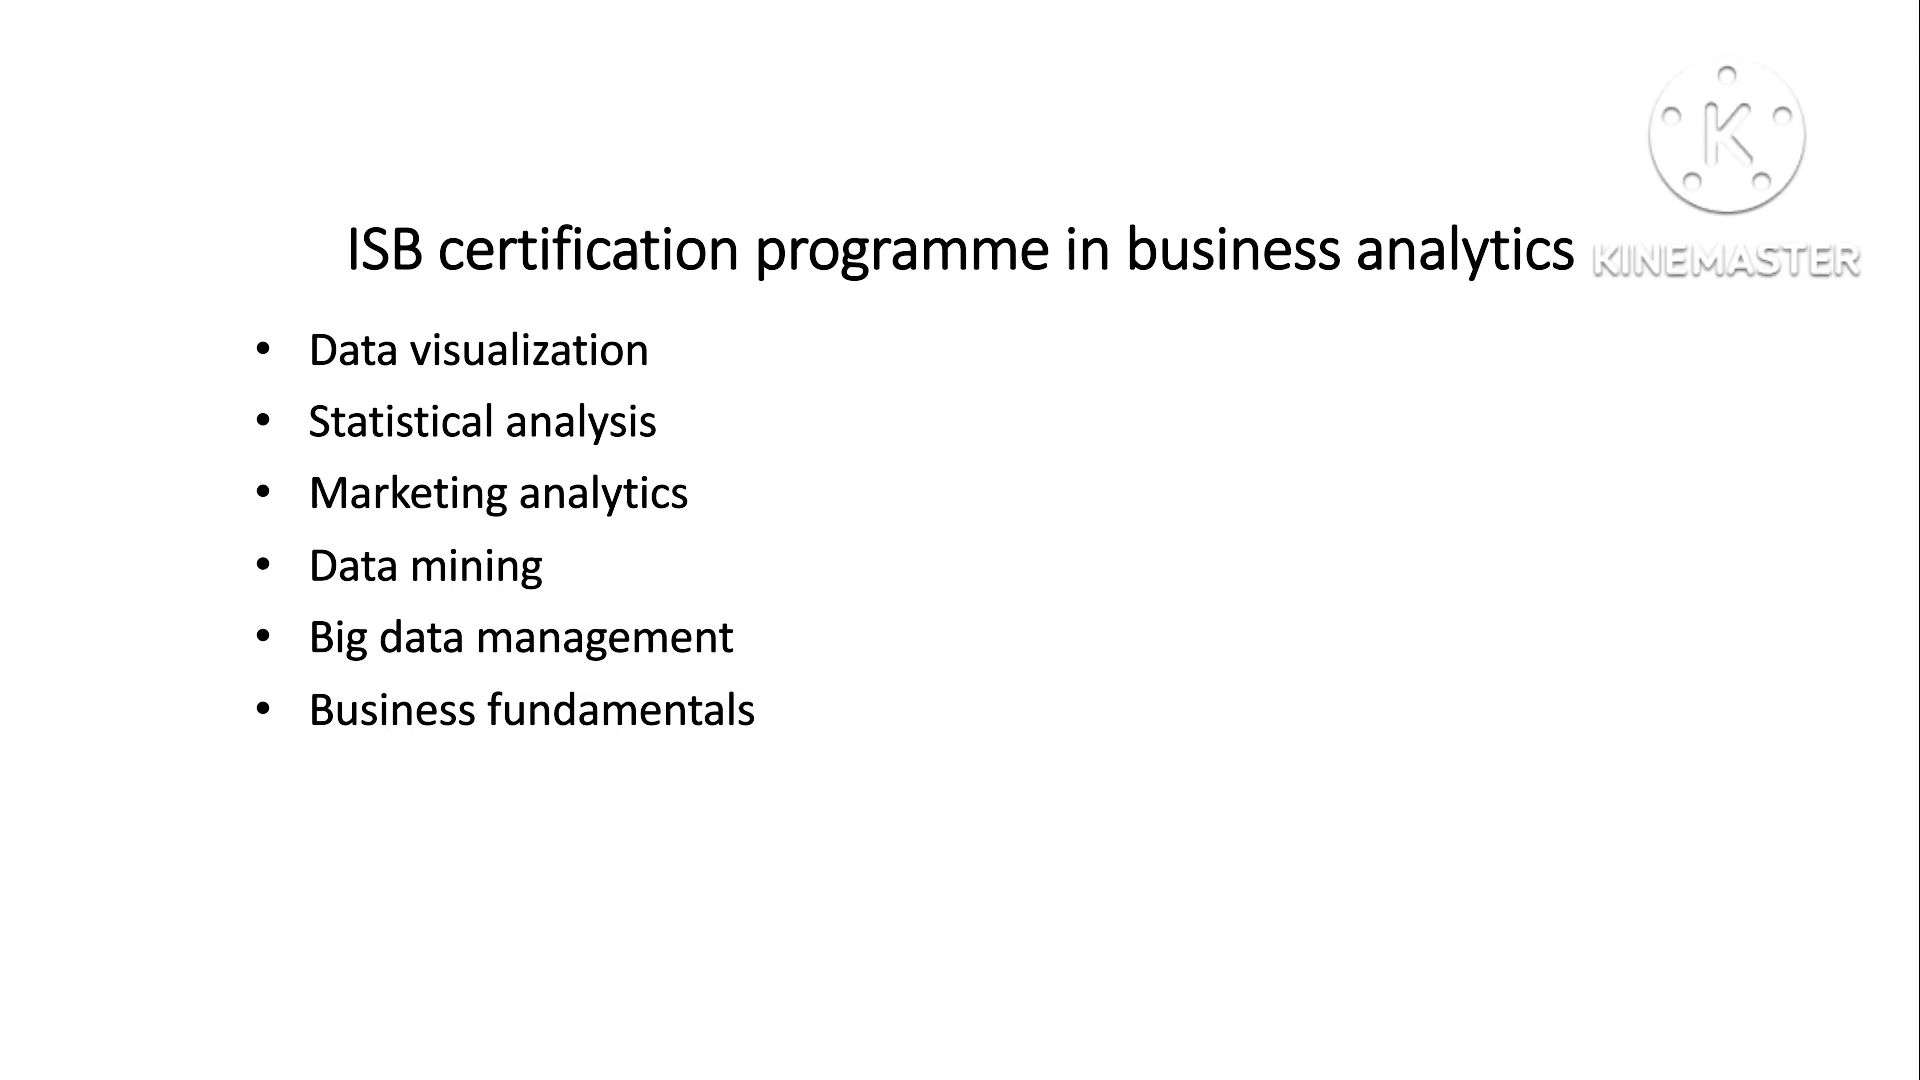 K
ISB certification programme in business analytics
KINEMASTER
• Data visualization
• Statistical analysis
• Marketing analytics
• Data mining
• Big data management
• Business fundamentals